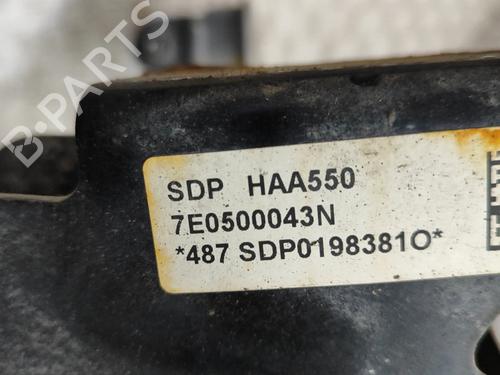 B-PARTS
SDP HAA550
7E0500043N
*487 SDP0198381O*